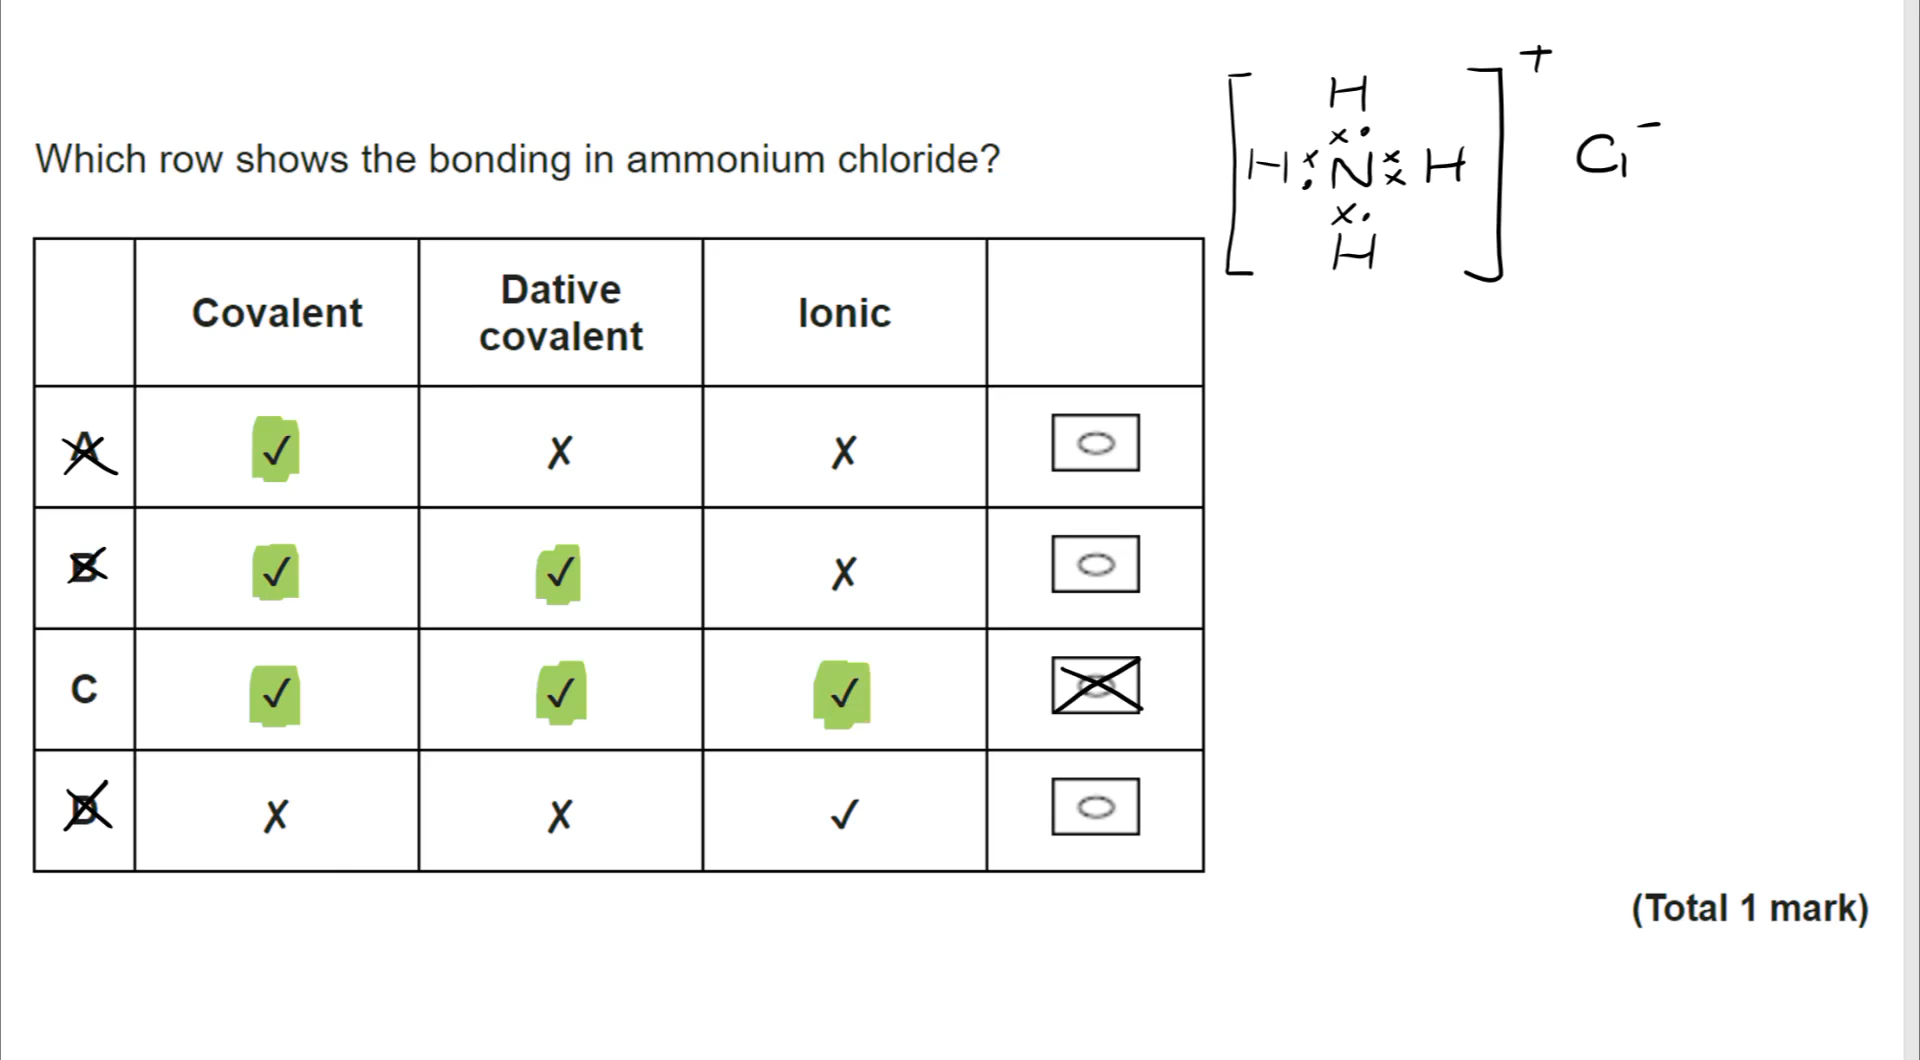 Which row shows the bonding in ammonium chloride?
[ H +
x •
H x • N x x H ] Cl -
x •
H
Covalent Dative covalent Ionic
A ✓ ✗ ✗
B ✓ ✓ ✗
C ✓ ✓ ✓
D ✗ ✗ ✓
(Total 1 mark)